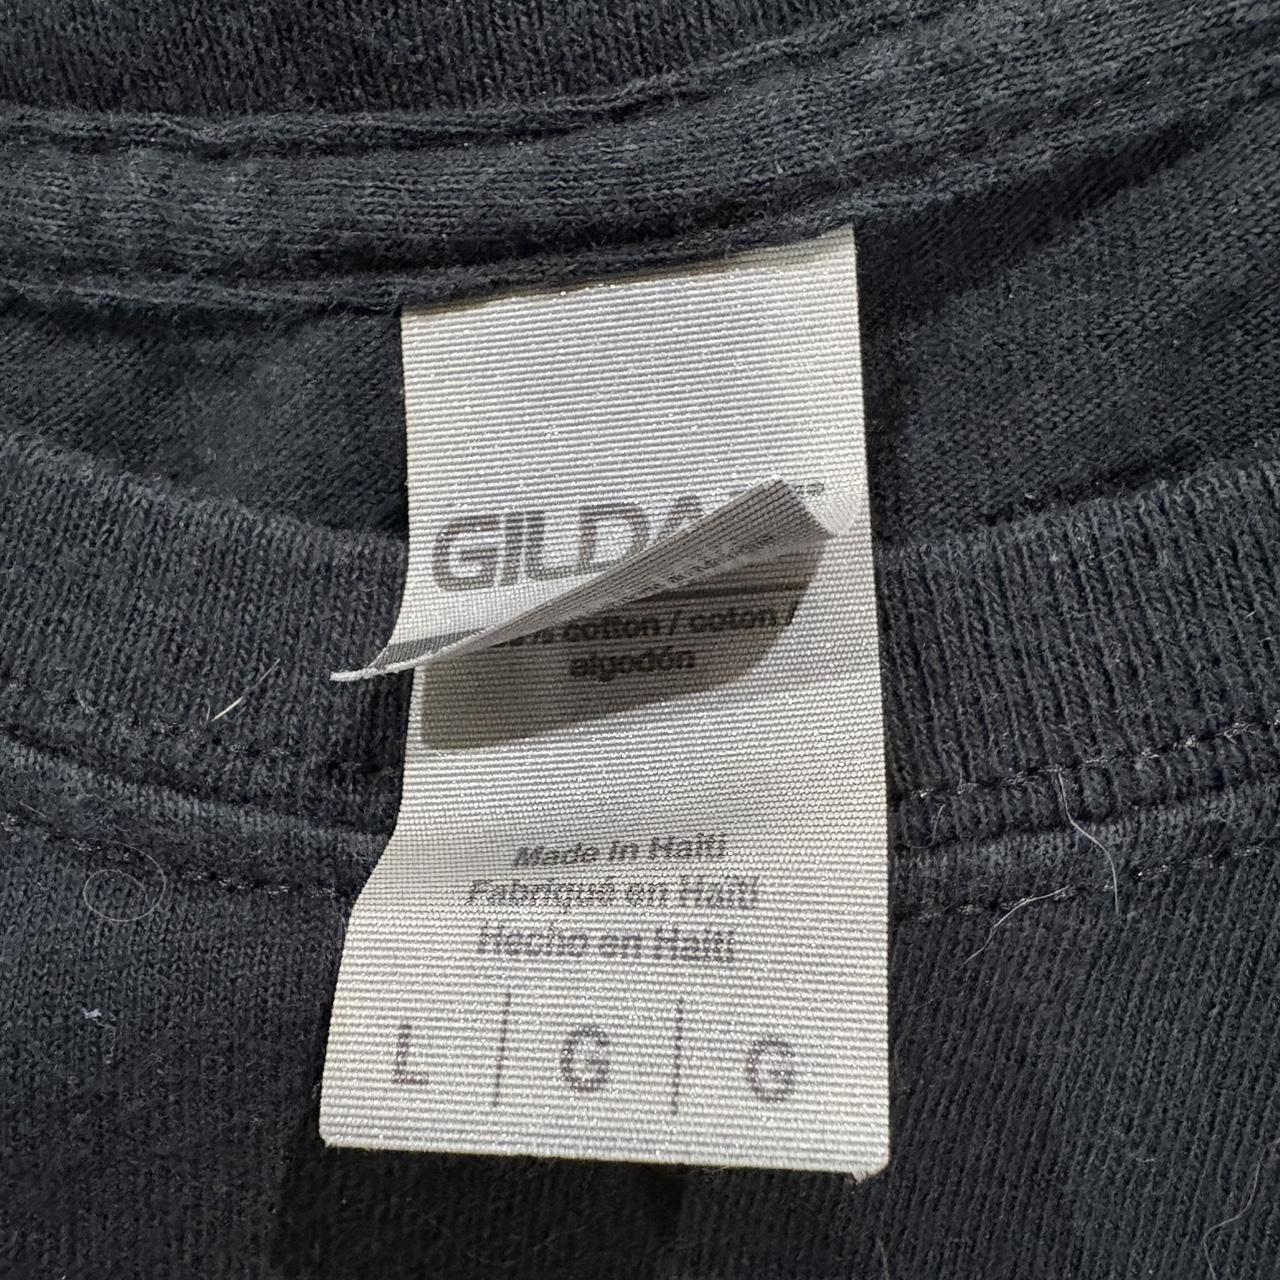 GILDA
cotton / coton /
algodón
Made in Haiti
Fabriqué en Haïti
Hecho en Haití
L | G | G